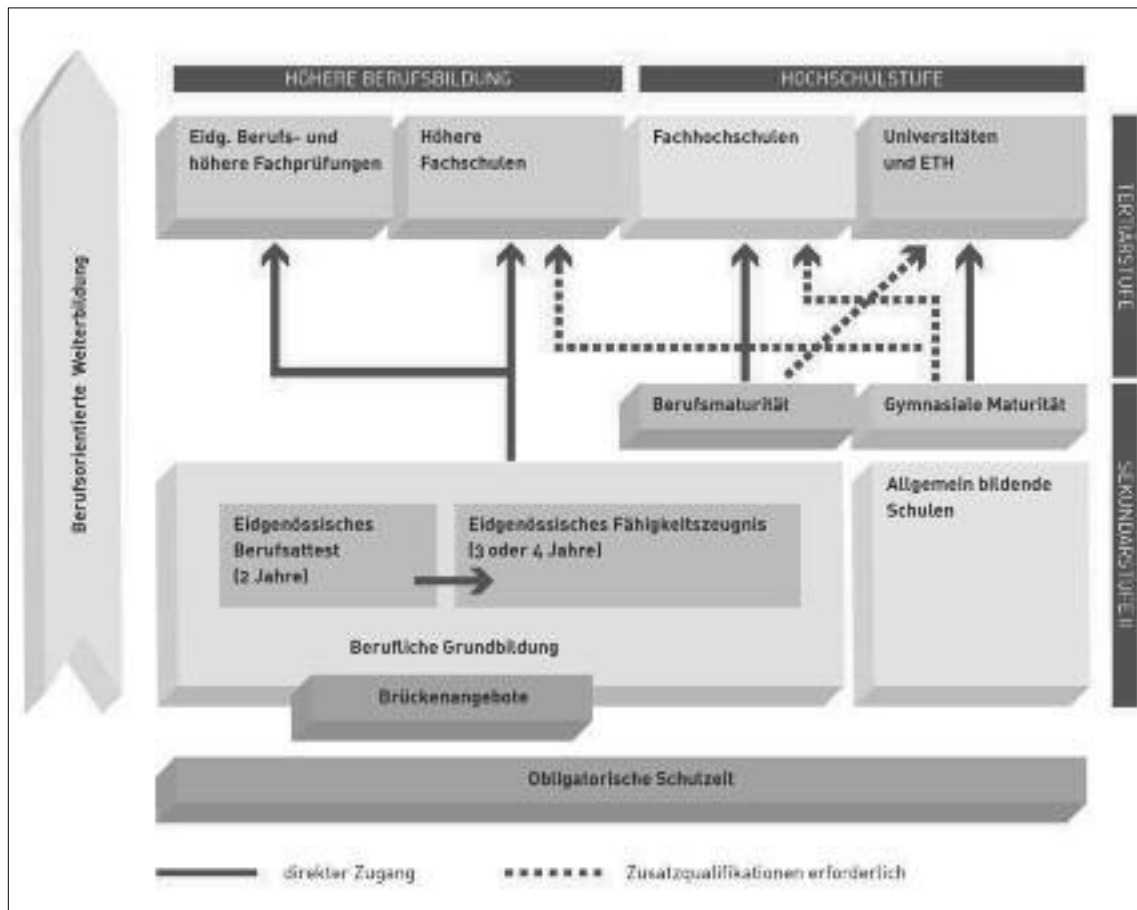 HÖHERE BERUFSBILDUNG
HOCHSCHULSTUFE
Eidg. Berufs- und
höhere Fachprüfungen
Höhere
Fachschulen
Fachhochschulen
Universitäten
und ETH
TERTIÄRSTUFE
Berufsorientierte Weiterbildung
Berufsmaturität
Gymnasiale Maturität
SEKUNDARSTUFE II
Allgemein bildende
Schulen
Eidgenössisches
Berufsattest
(2 Jahre)
Eidgenössisches Fähigkeitszeugnis
(3 oder 4 Jahre)
Berufliche Grundbildung
Brückenangebote
Obligatorische Schulzeit
direkter Zugang
Zusatzqualifikationen erforderlich